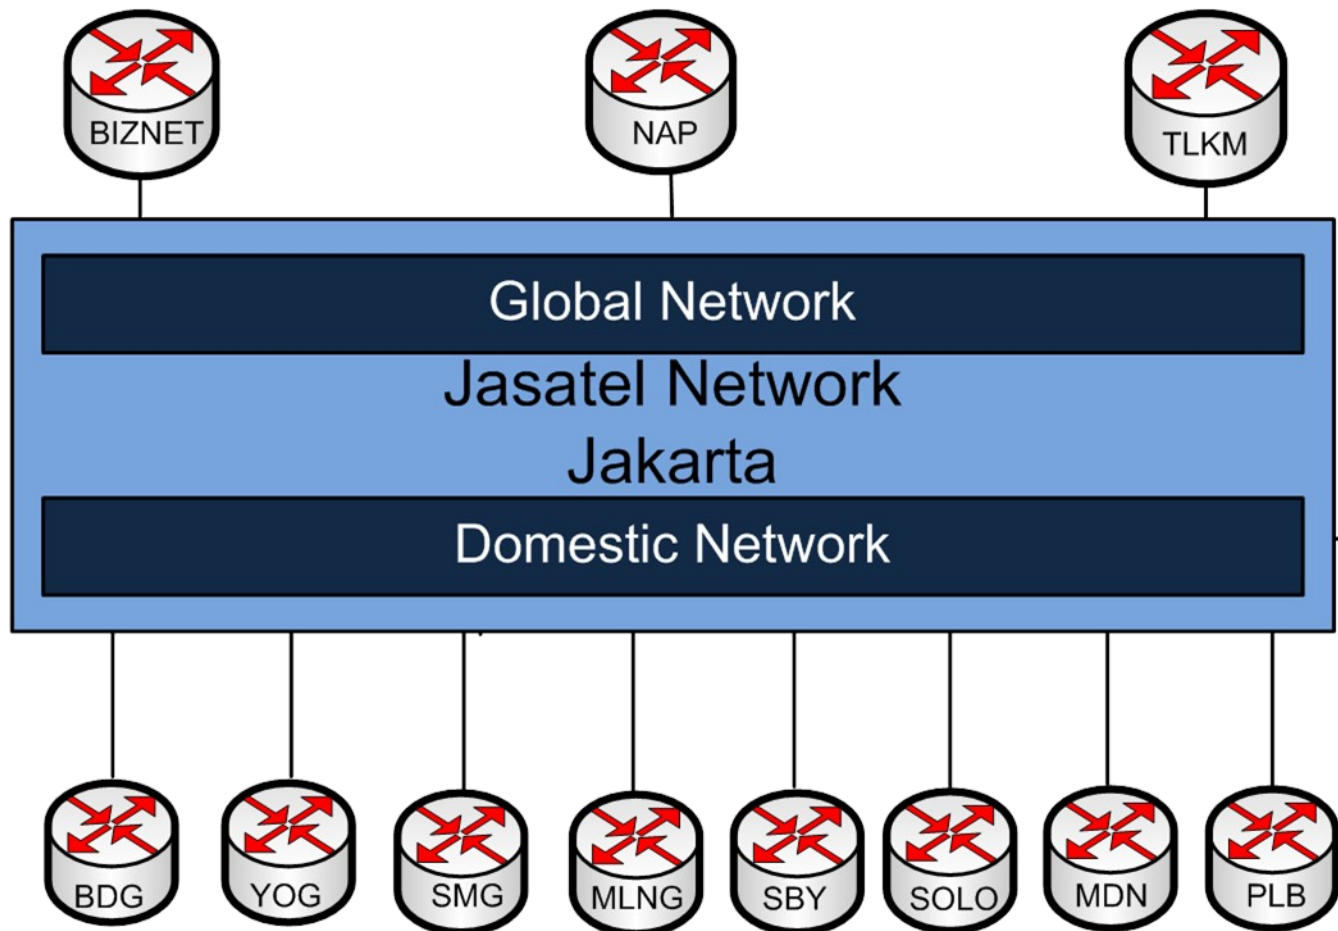 BIZNET
NAP
TLKM
Global Network
Jasatel Network
Jakarta
Domestic Network
BDG
YOG
SMG
MLNG
SBY
SOLO
MDN
PLB